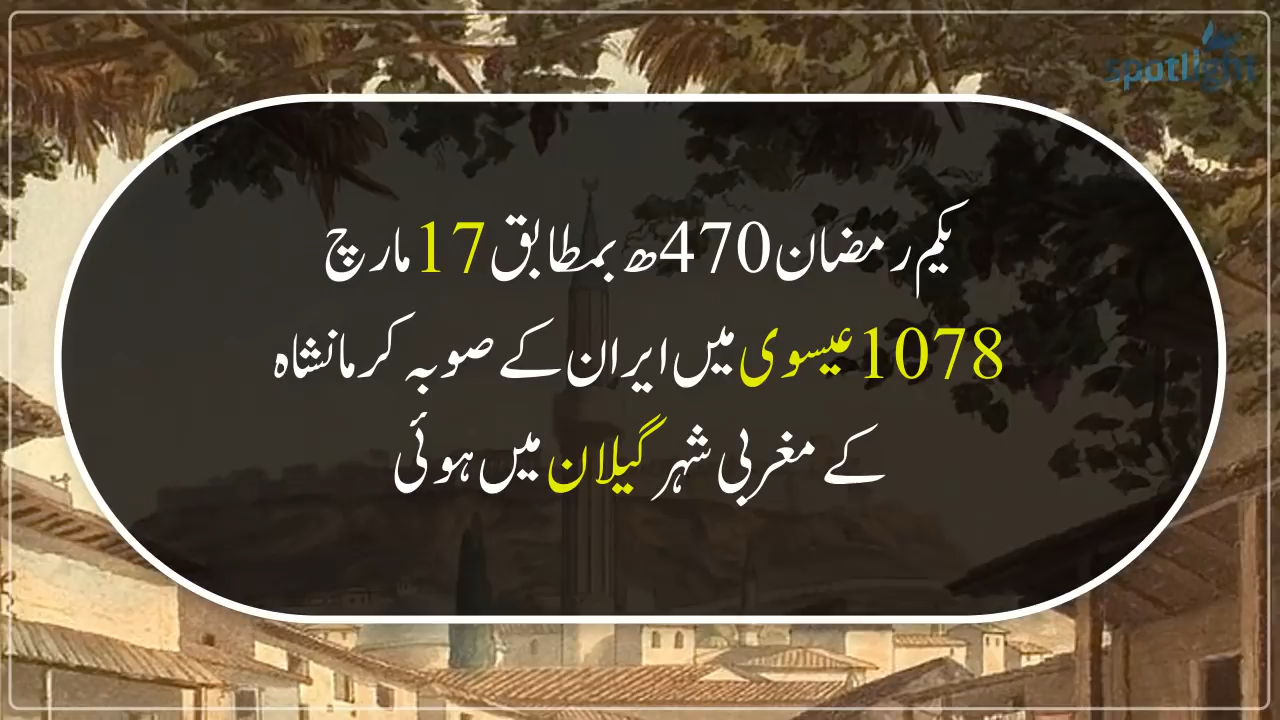 spotlight
یکم رمضان 470ھ بمطابق 17 مارچ
1078 عیسوی میں ایران کے صوبہ کرمانشاہ
کے مغربی شہر گیلان میں ہوئی